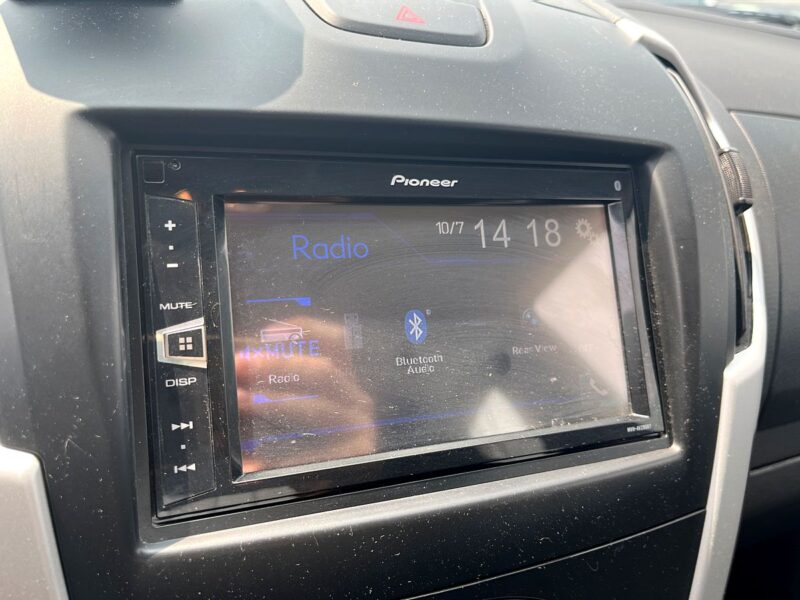 Pioneer
+
10/7 14 18
Radio
−
MUTE
MUTE
Bluetooth
Audio
Rear View
Radio
DISP